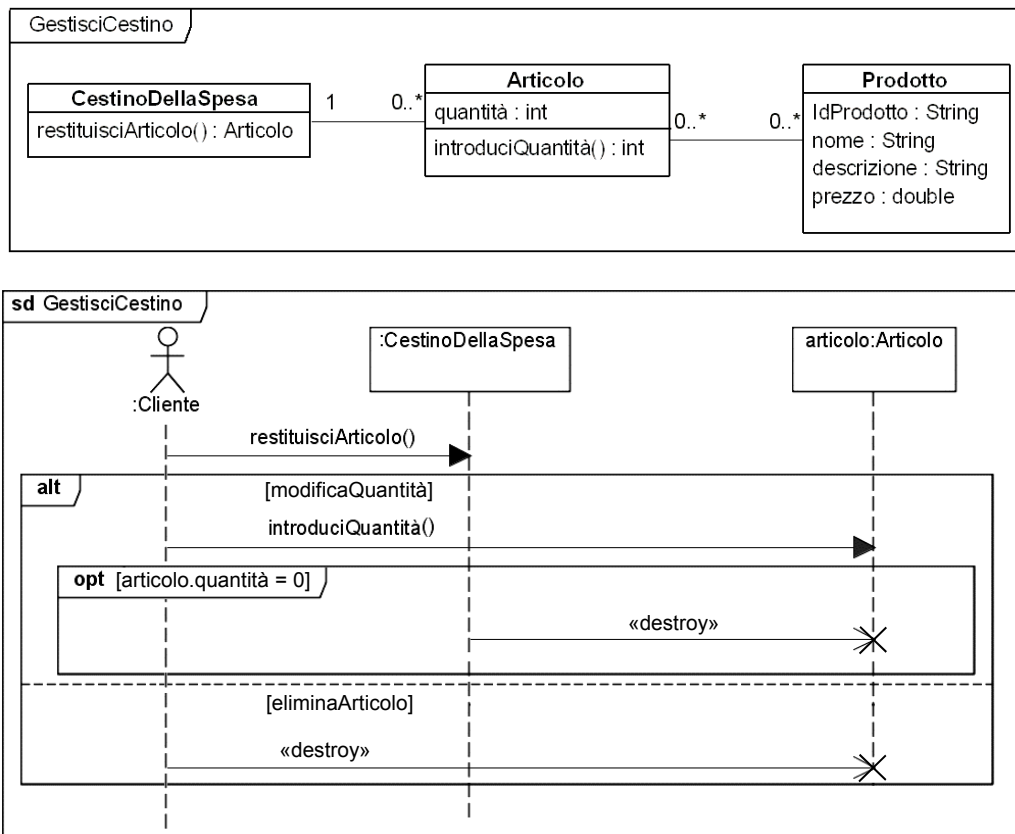 GestisciCestino
CestinoDellaSpesa
restituisciArticolo() : Articolo
1
0..*
Articolo
quantità : int
introduciQuantità() : int
0..*
0..*
Prodotto
IdProdotto : String
nome : String
descrizione : String
prezzo : double
sd GestisciCestino
:Cliente
:CestinoDellaSpesa
articolo:Articolo
restituisciArticolo()
alt
[modificaQuantità]
introduciQuantità()
opt [articolo.quantità = 0]
«destroy»
[eliminaArticolo]
«destroy»